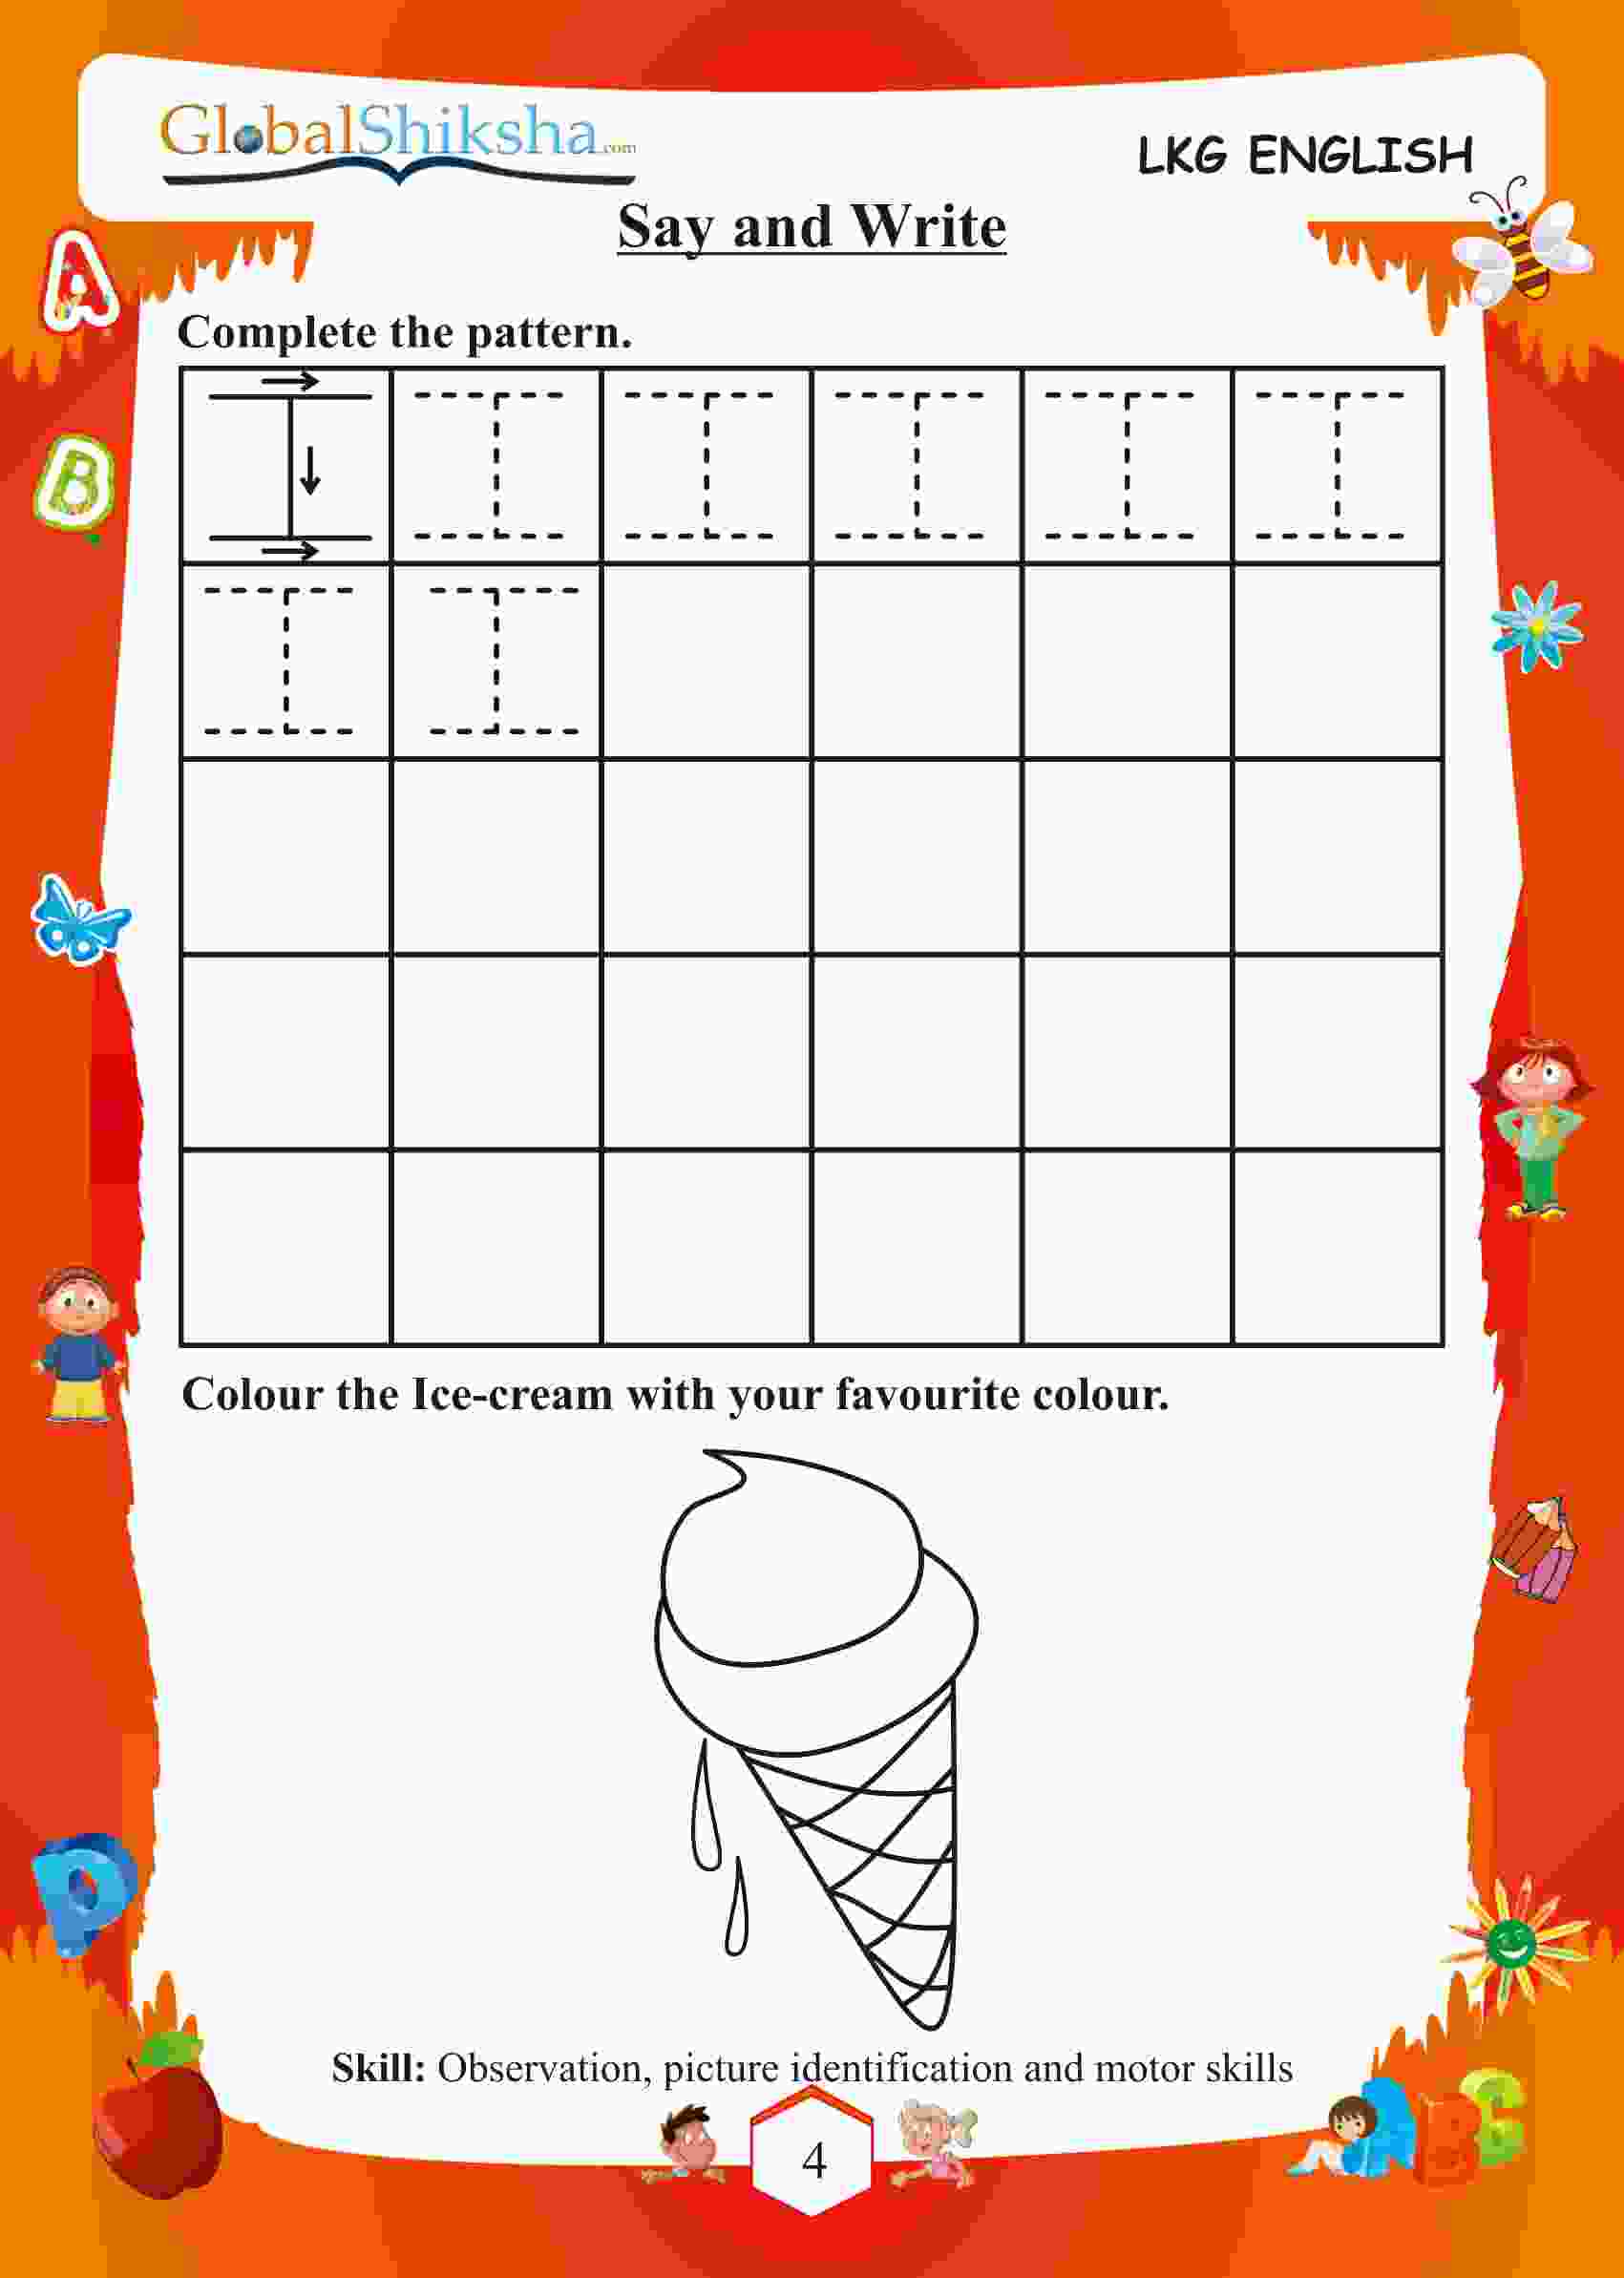 GlobalShiksha.com
LKG ENGLISH
Say and Write
Complete the pattern.
I I I I I I
I I
Colour the Ice-cream with your favourite colour.
Skill: Observation, picture identification and motor skills
4
A
B
D
A B C